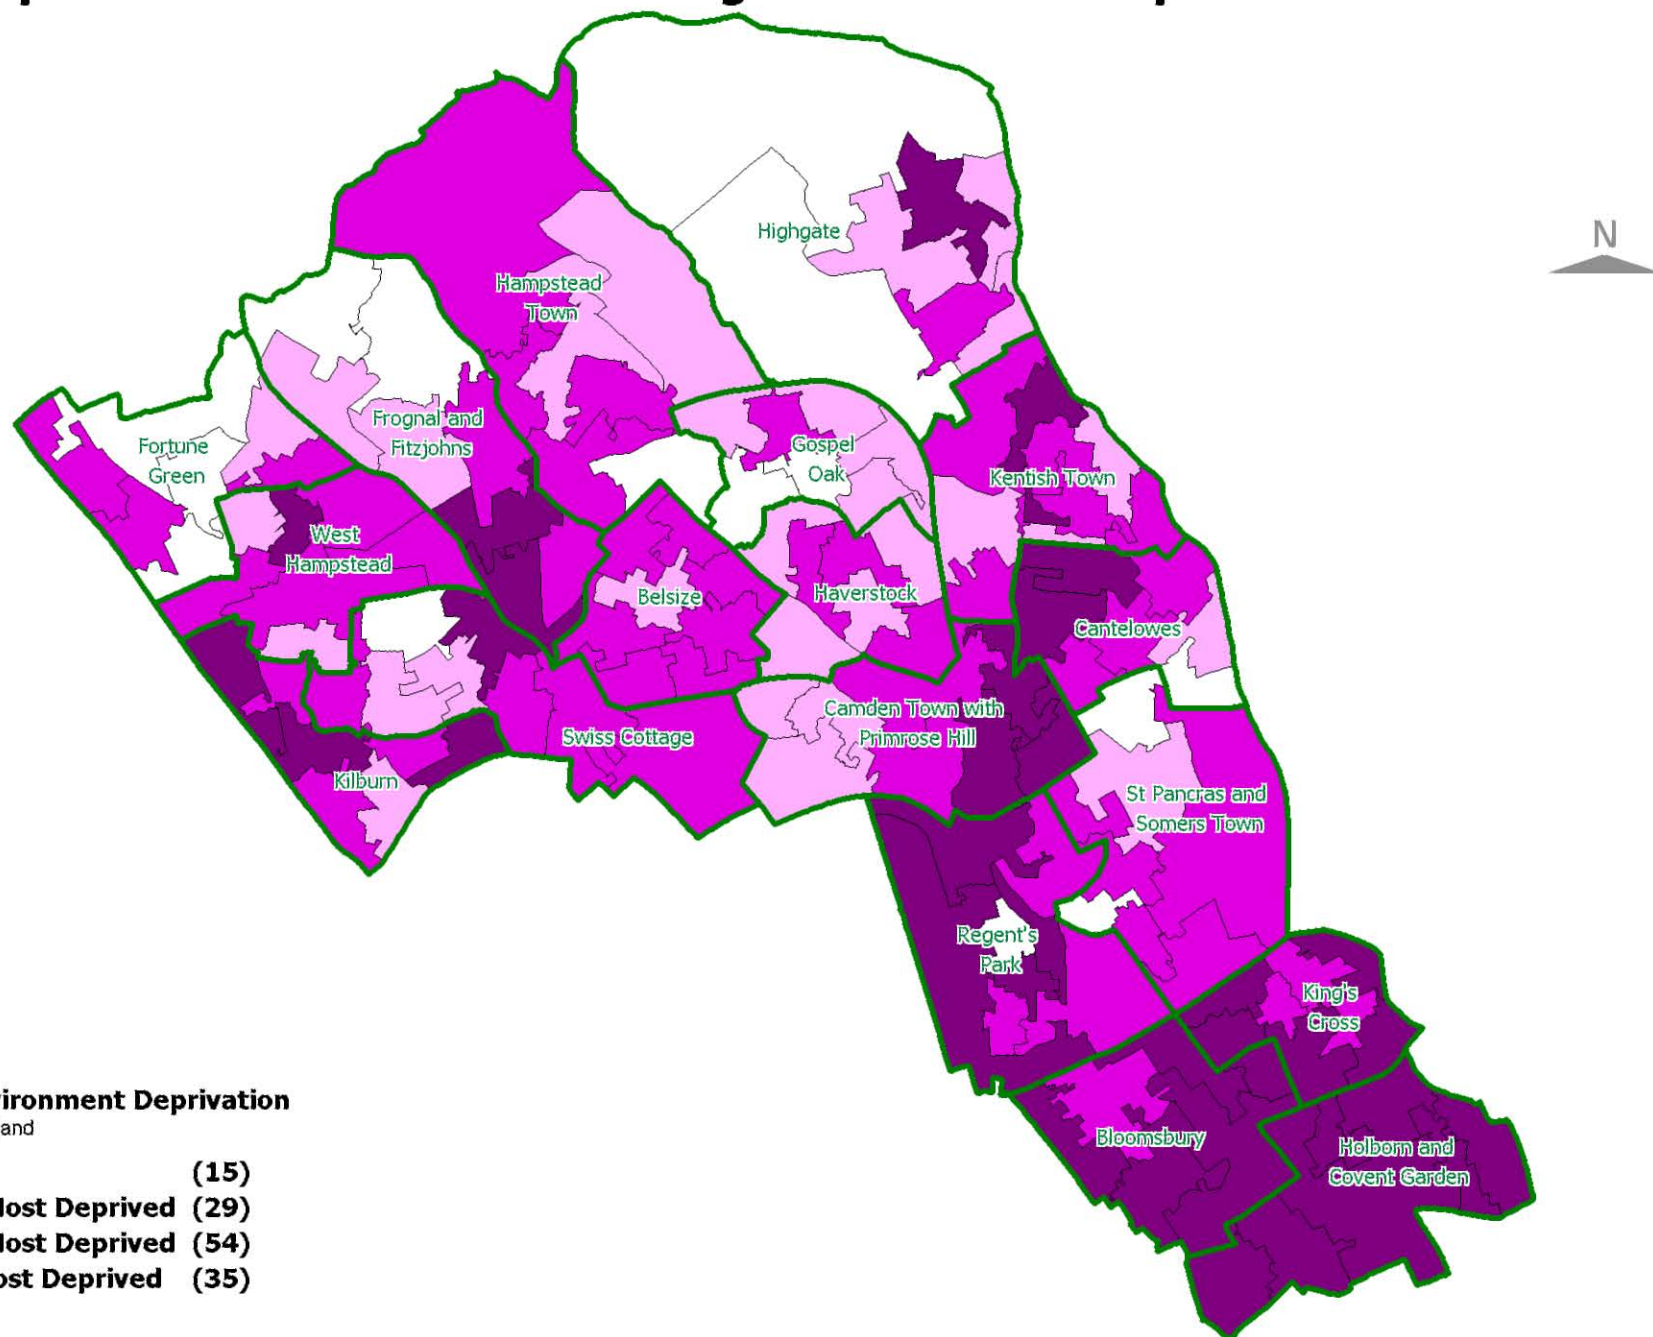 N
Highgate
Hampstead
Town
Frognal and
Fitzjohns
Fortune
Green
Gospel
Oak
Kentish Town
West
Hampstead
Belsize
Haverstock
Cantelowes
Camden Town with
Primrose Hill
Swiss Cottage
Kilburn
St Pancras and
Somers Town
Regent's
Park
King's
Cross
Bloomsbury
Holborn and
Covent Garden
ironment Deprivation
and
(15)
ost Deprived (29)
ost Deprived (54)
ost Deprived (35)